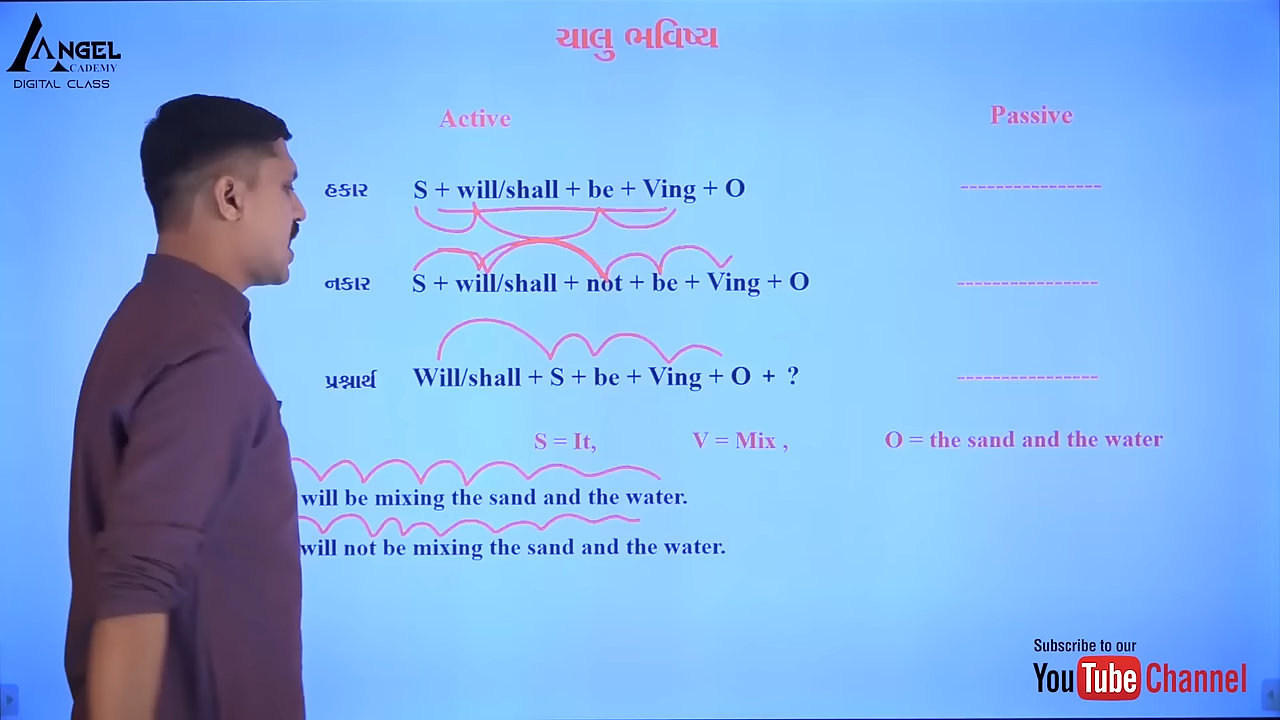 ANGEL
ACADEMY
DIGITAL CLASS
ચાલુ ભવિષ્ય
Active
Passive
હકાર S + will/shall + be + Ving + O ----------------
નકાર S + will/shall + not + be + Ving + O ----------------
પ્રશ્નાર્થ Will/shall + S + be + Ving + O + ? ----------------
S = It, V = Mix , O = the sand and the water
will be mixing the sand and the water.
will not be mixing the sand and the water.
Subscribe to our
YouTube Channel